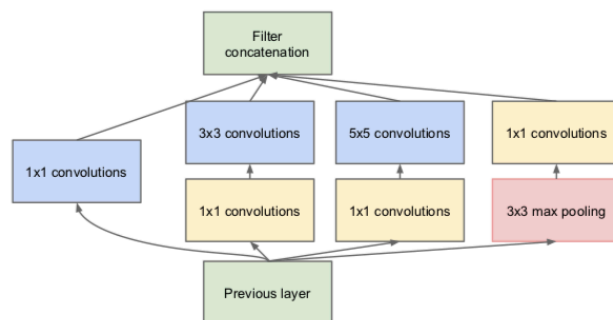 Filter
concatenation
3x3 convolutions
5x5 convolutions
1x1 convolutions
1x1 convolutions
1x1 convolutions
1x1 convolutions
3x3 max pooling
Previous layer